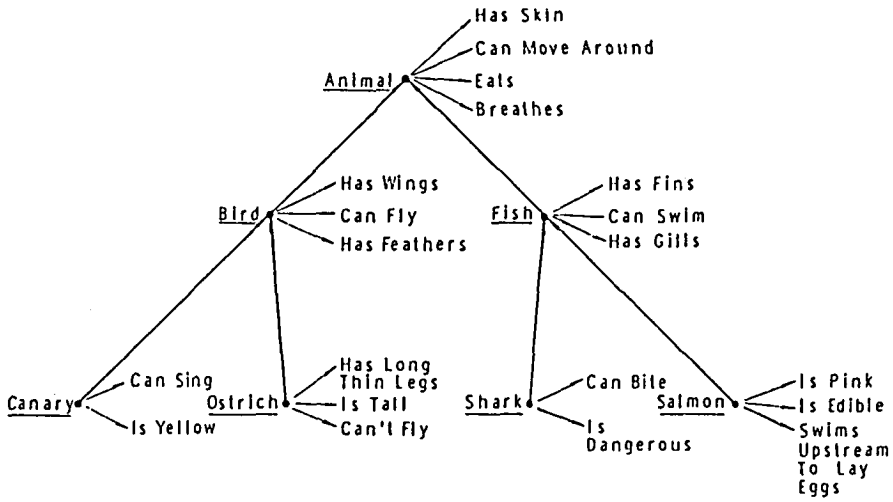 Has Skin
Can Move Around
Animal
Eats
Breathes
Has Wings
Bird
Can Fly
Has Feathers
Has Fins
Fish
Can Swim
Has Gills
Canary
Can Sing
Is Yellow
Ostrich
Has Long
Thin Legs
Is Tall
Can't Fly
Shark
Can Bite
Is
Dangerous
Salmon
Is Pink
Is Edible
Swims
Upstream
To Lay
Eggs